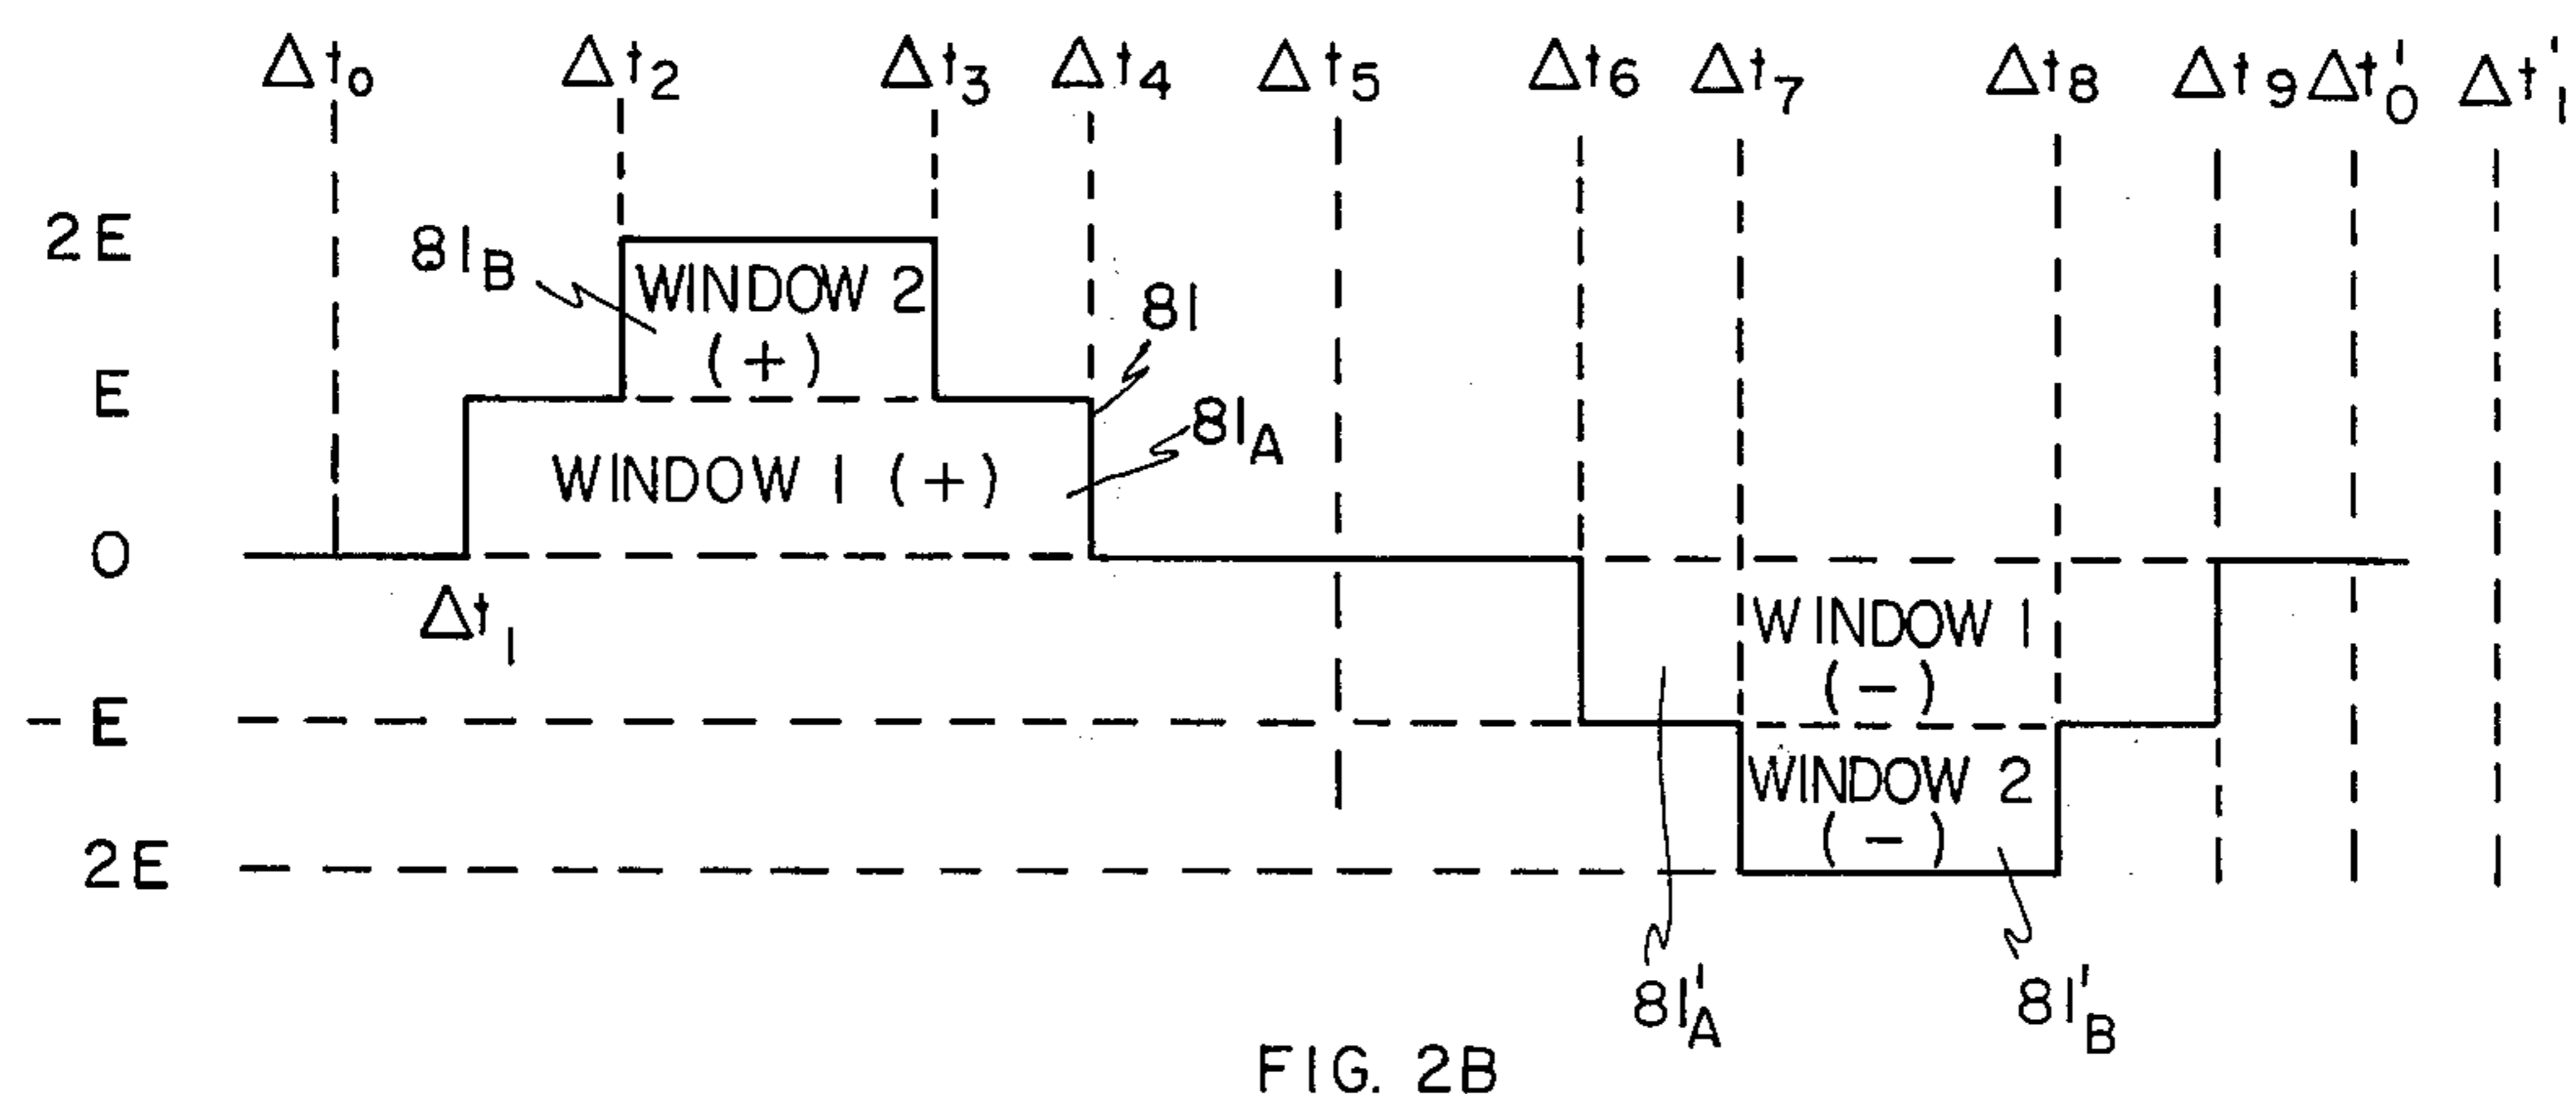 Δt₀ Δt₂ Δt₃ Δt₄ Δt₅ Δt₆ Δt₇ Δt₈ Δt₉ Δt'₀ Δt'₁
2E
81B
WINDOW 2
(+)
81
E
81A
WINDOW 1 (+)
0
Δt₁
WINDOW 1
(-)
- E
WINDOW 2
(-)
2E
81'A
81'B
FIG. 2B